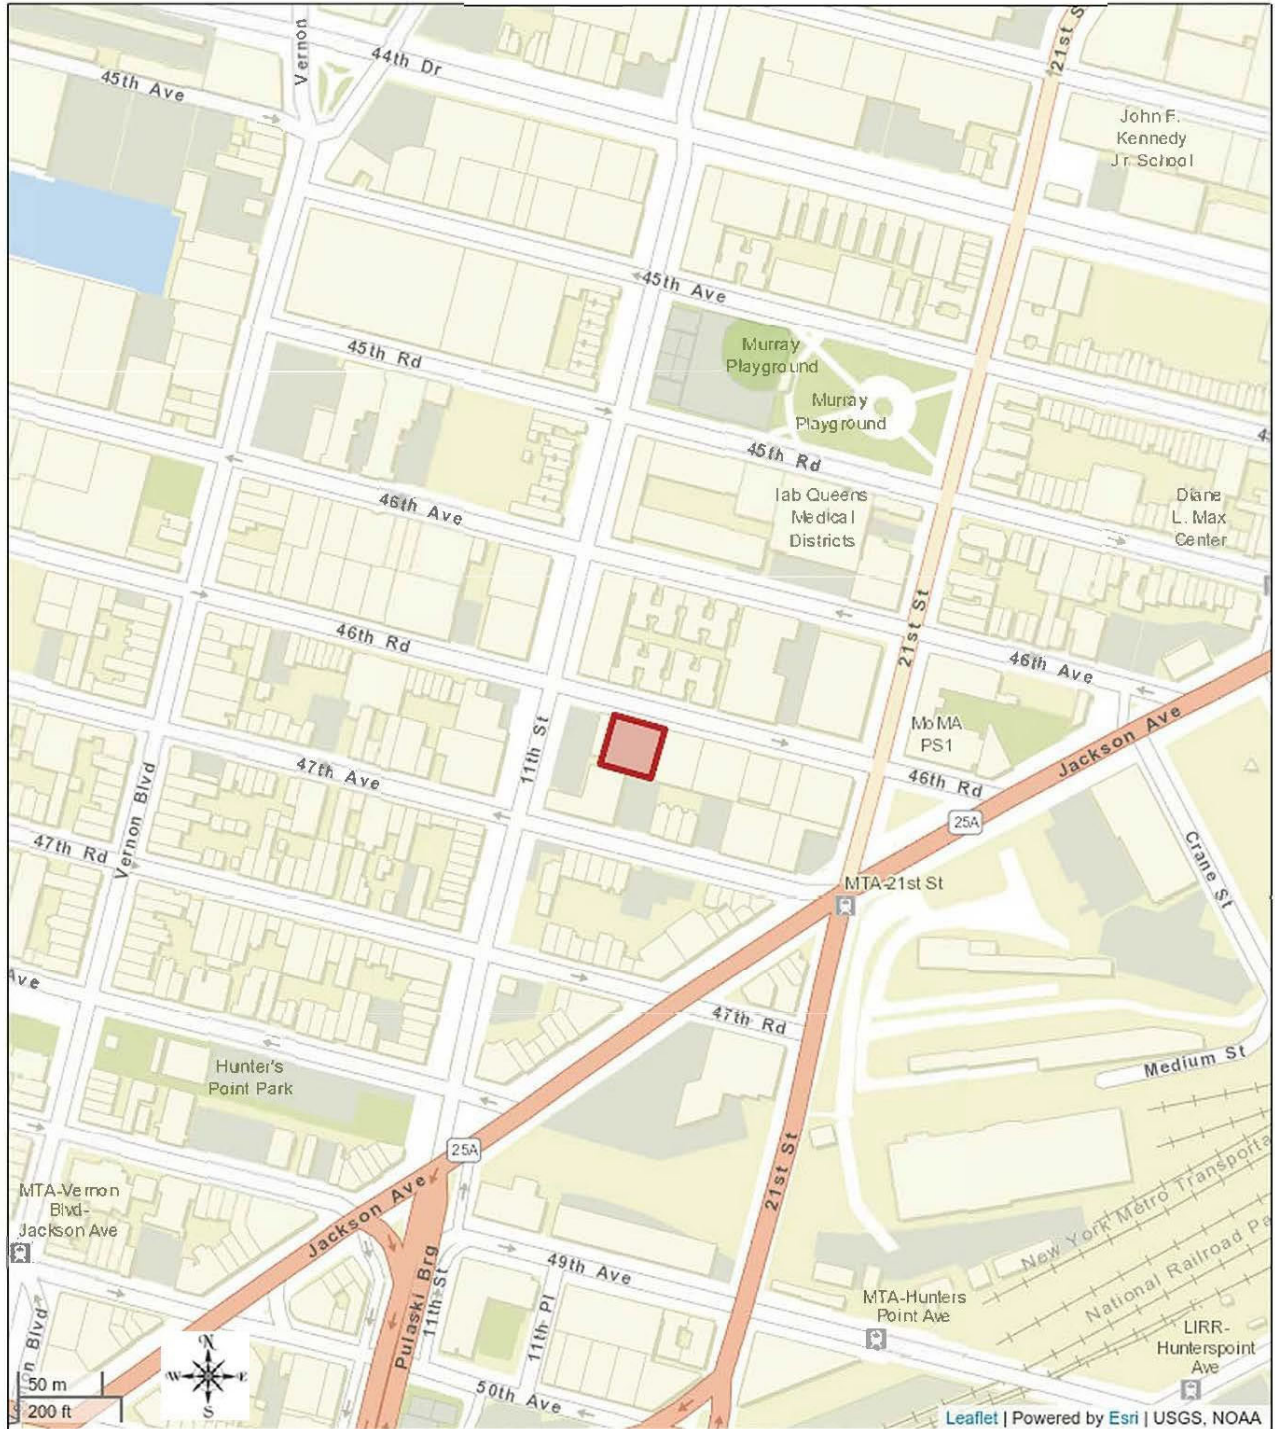 44th Dr
Vernon
21st S
45th Ave
John F.
Kennedy
Jr School
45th Ave
Murray
Playground
45th Rd
Murray
Playground
45th Rd
46th Ave
lab Queens
Medical
Districts
Diane
L. Max
Center
46th Rd
21st St
46th Ave
MoMA
PS1
Jackson Ave
11th St
47th Ave
46th Rd
25A
Vernon Blvd
47th Rd
Crane St
MTA-21st St
Ave
47th Rd
Hunter's
Point Park
Medium St
25A
21st St
MTA-Vernon
Blvd-
Jackson Ave
Jackson Ave
New York Metro Transporta
National Railroad Pa
49th Ave
Pulaski Brg
11th St
11th Pl
MTA-Hunters
Point Ave
LIRR-
Hunterspoint
Ave
on Blvd
N
W E
S
50 m
200 ft
50th Ave
Leaflet | Powered by Esri | USGS, NOAA